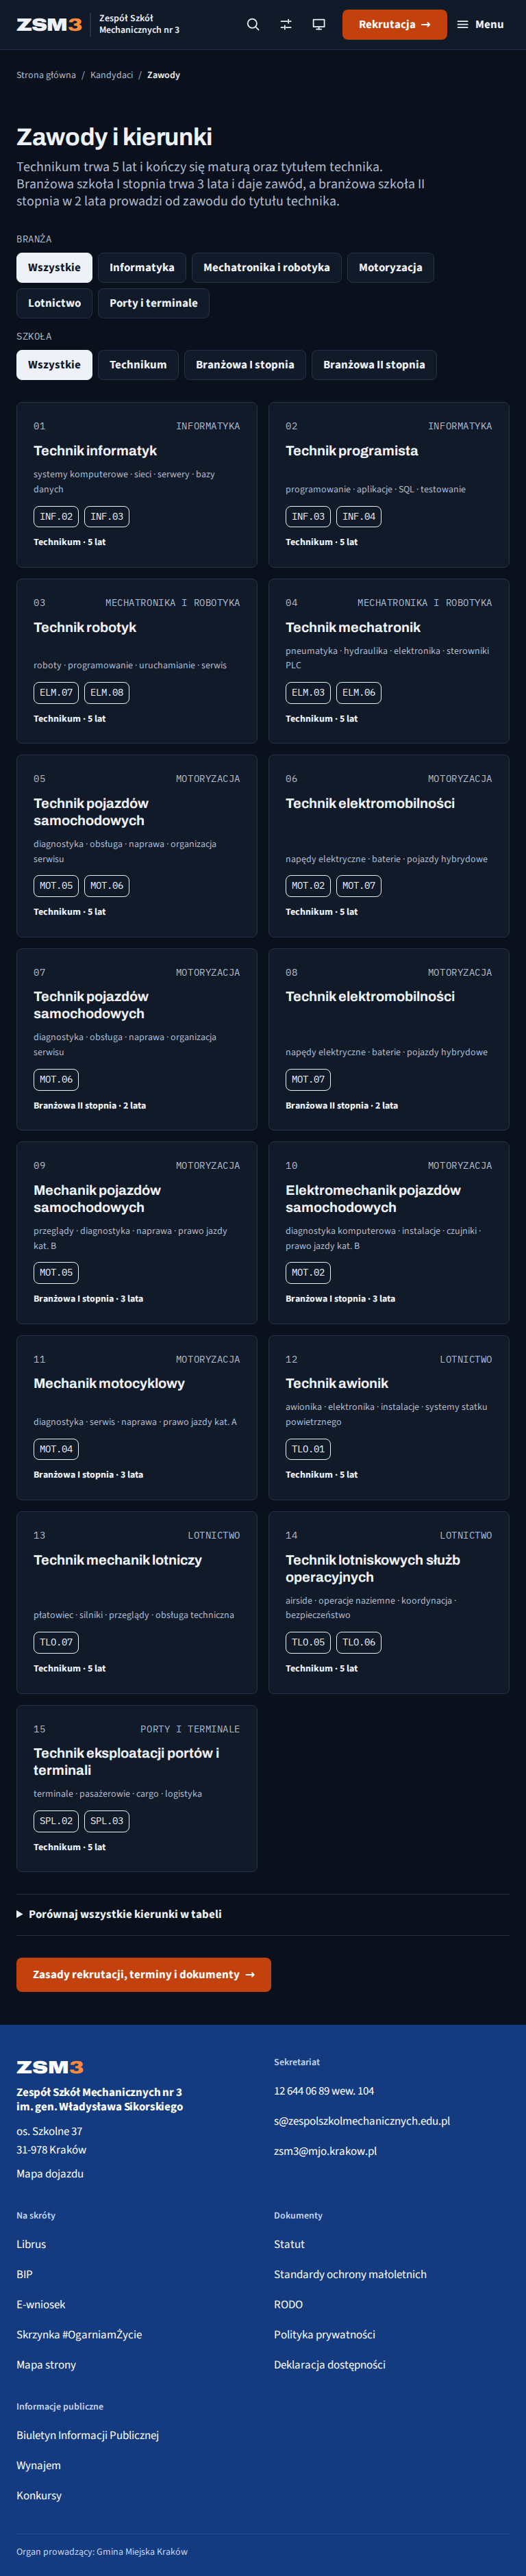 ZSM3
Zespół Szkół
Mechanicznych nr 3
Rekrutacja →
Menu
Strona główna / Kandydaci / Zawody
Zawody i kierunki
Technikum trwa 5 lat i kończy się maturą oraz tytułem technika.
Branżowa szkoła I stopnia trwa 3 lata i daje zawód, a branżowa szkoła II
stopnia w 2 lata prowadzi od zawodu do tytułu technika.
BRANŻA
Wszystkie
Informatyka
Mechatronika i robotyka
Motoryzacja
Lotnictwo
Porty i terminale
SZKOŁA
Wszystkie
Technikum
Branżowa I stopnia
Branżowa II stopnia
01 INFORMATYKA
Technik informatyk
systemy komputerowe · sieci · serwery · bazy
danych
INF.02 INF.03
Technikum · 5 lat
02 INFORMATYKA
Technik programista
programowanie · aplikacje · SQL · testowanie
INF.03 INF.04
Technikum · 5 lat
03 MECHATRONIKA I ROBOTYKA
Technik robotyk
roboty · programowanie · uruchamianie · serwis
ELM.07 ELM.08
Technikum · 5 lat
04 MECHATRONIKA I ROBOTYKA
Technik mechatronik
pneumatyka · hydraulika · elektronika · sterowniki
PLC
ELM.03 ELM.06
Technikum · 5 lat
05 MOTORYZACJA
Technik pojazdów
samochodowych
diagnostyka · obsługa · naprawa · organizacja
serwisu
MOT.05 MOT.06
Technikum · 5 lat
06 MOTORYZACJA
Technik elektromobilności
napędy elektryczne · baterie · pojazdy hybrydowe
MOT.02 MOT.07
Technikum · 5 lat
07 MOTORYZACJA
Technik pojazdów
samochodowych
diagnostyka · obsługa · naprawa · organizacja
serwisu
MOT.06
Branżowa II stopnia · 2 lata
08 MOTORYZACJA
Technik elektromobilności
napędy elektryczne · baterie · pojazdy hybrydowe
MOT.07
Branżowa II stopnia · 2 lata
09 MOTORYZACJA
Mechanik pojazdów
samochodowych
przeglądy · diagnostyka · naprawa · prawo jazdy
kat. B
MOT.05
Branżowa I stopnia · 3 lata
10 MOTORYZACJA
Elektromechanik pojazdów
samochodowych
diagnostyka komputerowa · instalacje · czujniki ·
prawo jazdy kat. B
MOT.02
Branżowa I stopnia · 3 lata
11 MOTORYZACJA
Mechanik motocyklowy
diagnostyka · serwis · naprawa · prawo jazdy kat. A
MOT.04
Branżowa I stopnia · 3 lata
12 LOTNICTWO
Technik awionik
awionika · elektronika · instalacje · systemy statku
powietrznego
TLO.01
Technikum · 5 lat
13 LOTNICTWO
Technik mechanik lotniczy
płatowiec · silniki · przeglądy · obsługa techniczna
TLO.07
Technikum · 5 lat
14 LOTNICTWO
Technik lotniskowych służb
operacyjnych
airside · operacje naziemne · koordynacja ·
bezpieczeństwo
TLO.05 TLO.06
Technikum · 5 lat
15 PORTY I TERMINALE
Technik eksploatacji portów i
terminali
terminale · pasażerowie · cargo · logistyka
SPL.02 SPL.03
Technikum · 5 lat
Porównaj wszystkie kierunki w tabeli
Zasady rekrutacji, terminy i dokumenty →
ZSM3
Zespół Szkół Mechanicznych nr 3
im. gen. Władysława Sikorskiego
os. Szkolne 37
31-978 Kraków
Mapa dojazdu
Sekretariat
12 644 06 89 wew. 104
s@zespolszkolmechanicznych.edu.pl
zsm3@mjo.krakow.pl
Na skróty
Librus
BIP
E-wniosek
Skrzynka #OgarniamŻycie
Mapa strony
Dokumenty
Statut
Standardy ochrony małoletnich
RODO
Polityka prywatności
Deklaracja dostępności
Informacje publiczne
Biuletyn Informacji Publicznej
Wynajem
Konkursy
Organ prowadzący: Gmina Miejska Kraków